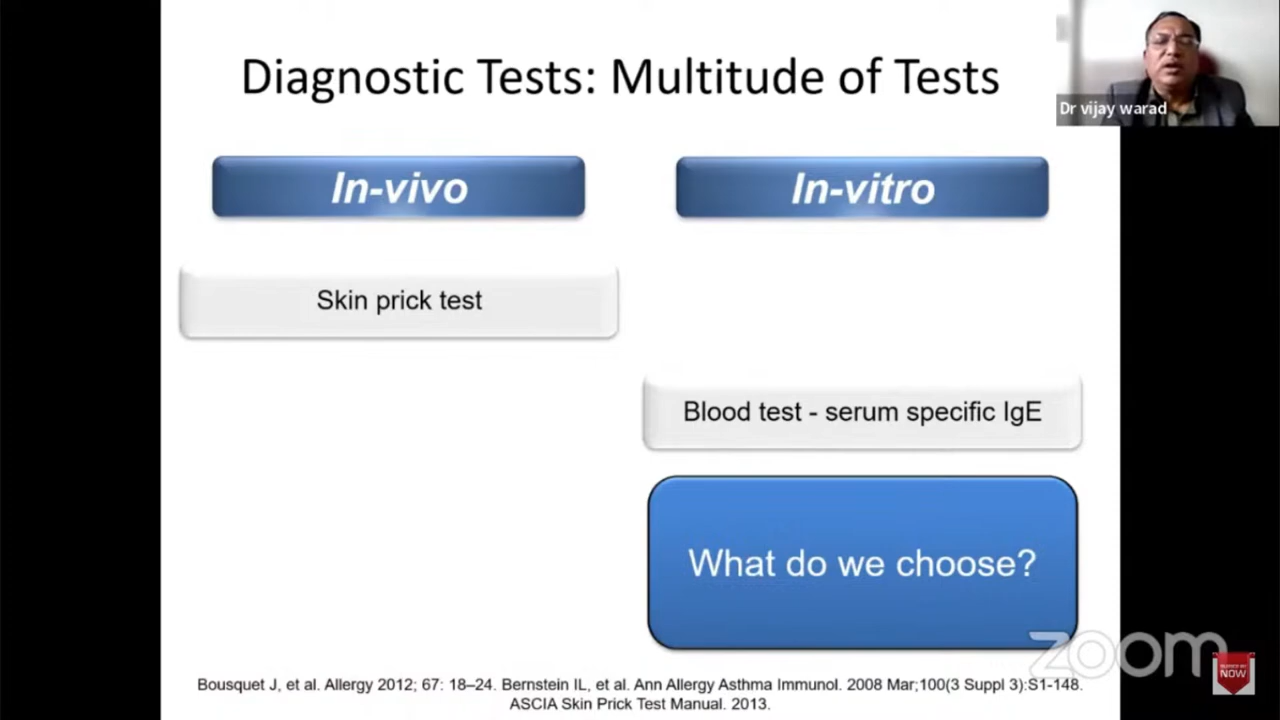 Diagnostic Tests: Multitude of Tests
Dr vijay warad
In-vivo
In-vitro
Skin prick test
Blood test - serum specific IgE
What do we choose?
zoom
NOW
Bousquet J, et al. Allergy 2012; 67: 18–24. Bernstein IL, et al. Ann Allergy Asthma Immunol. 2008 Mar;100(3 Suppl 3):S1-148.
ASCIA Skin Prick Test Manual. 2013.